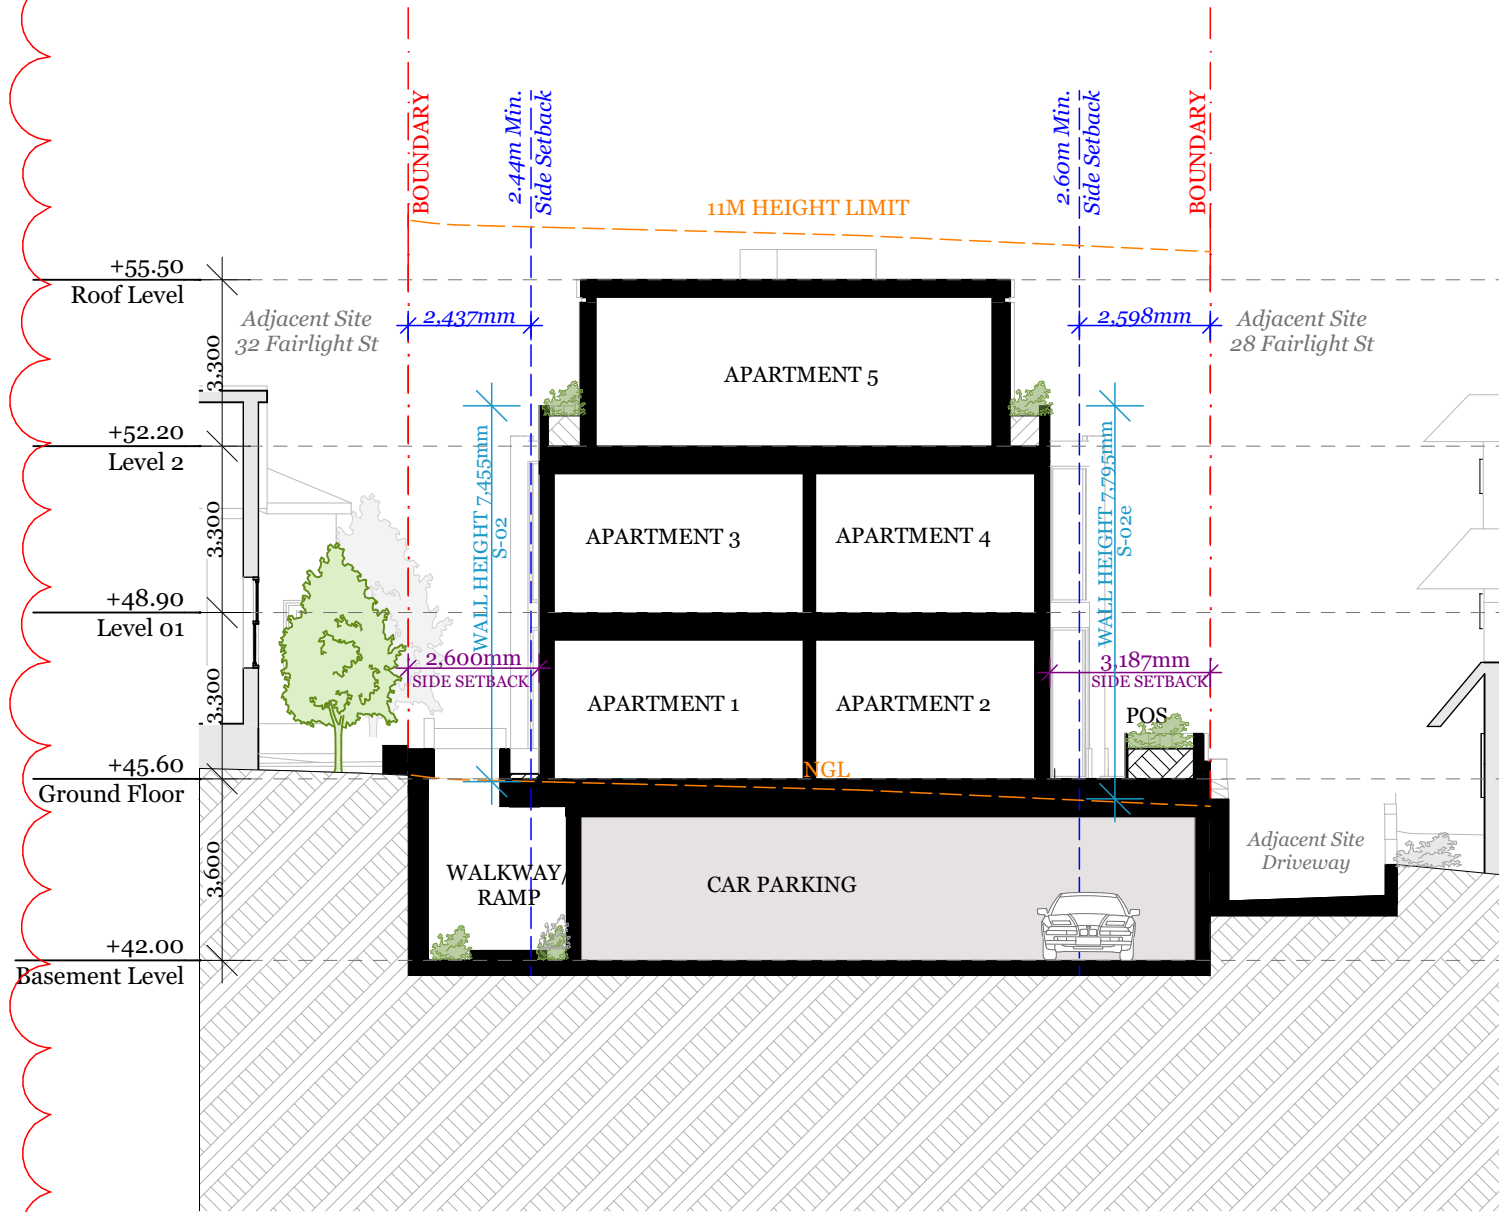 BOUNDARY
2.44m Min.
Side Setback
2.60m Min.
Side Setback
BOUNDARY
11M HEIGHT LIMIT
+55.50
Roof Level
Adjacent Site
32 Fairlight St
2,437mm
2,598mm
Adjacent Site
28 Fairlight St
3,300
APARTMENT 5
+52.20
Level 2
WALL HEIGHT 7,455mm
S-02
WALL HEIGHT 7,795mm
S-02e
3,300
APARTMENT 3
APARTMENT 4
+48.90
Level 01
2,600mm
SIDE SETBACK
3,187mm
SIDE SETBACK
3,300
APARTMENT 1
APARTMENT 2
POS
NGL
+45.60
Ground Floor
3,600
WALKWAY/
RAMP
CAR PARKING
Adjacent Site
Driveway
+42.00
Basement Level